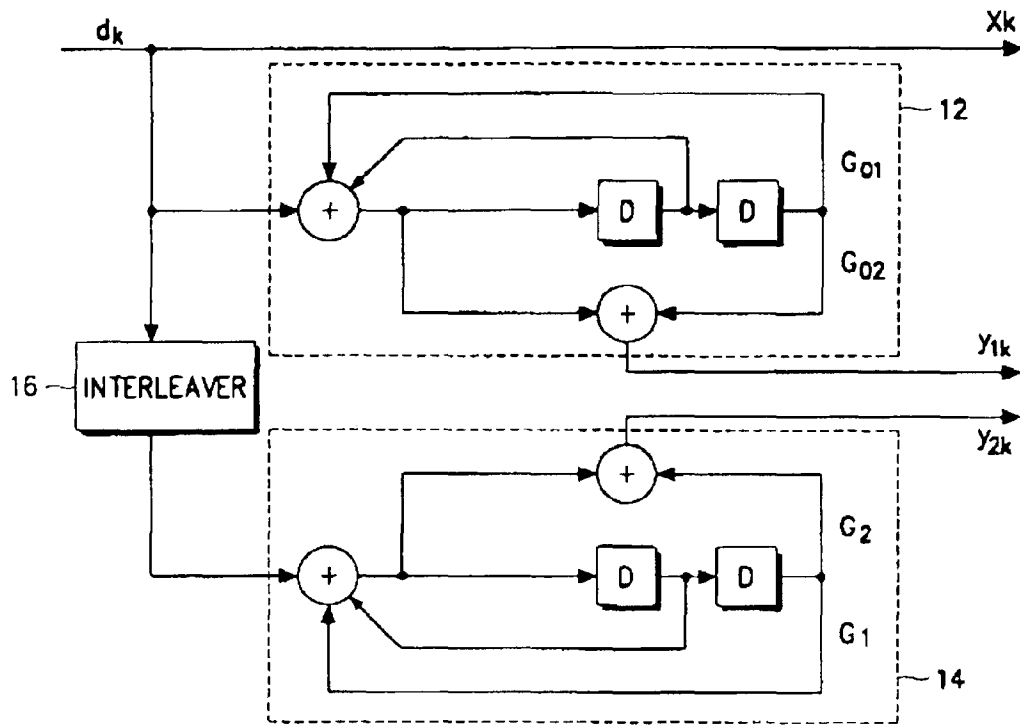 dk
Xk
12
+
G01
D
D
G02
+
y1k
16
INTERLEAVER
y2k
+
G2
+
D
D
G1
14